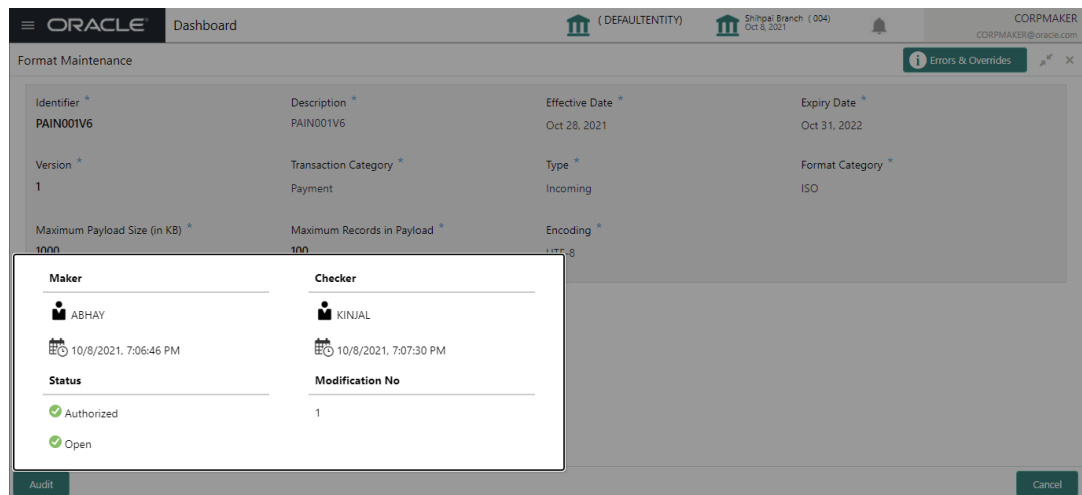 ORACLE® Dashboard ( DEFAULTENTITY) Shihpai Branch ( 004) CORPMAKER
Oct 8, 2021 CORPMAKER@oracle.com
Format Maintenance i Errors & Overrides
Identifier * Description * Effective Date * Expiry Date *
PAIN001V6 PAIN001V6 Oct 28, 2021 Oct 31, 2022
Version * Transaction Category * Type * Format Category *
1 Payment Incoming ISO
Maximum Payload Size (in KB) * Maximum Records in Payload * Encoding *
1000 100 UTF-8
Maker Checker
ABHAY KINJAL
10/8/2021, 7:06:46 PM 10/8/2021, 7:07:30 PM
Status Modification No
Authorized 1
Open
Audit Cancel